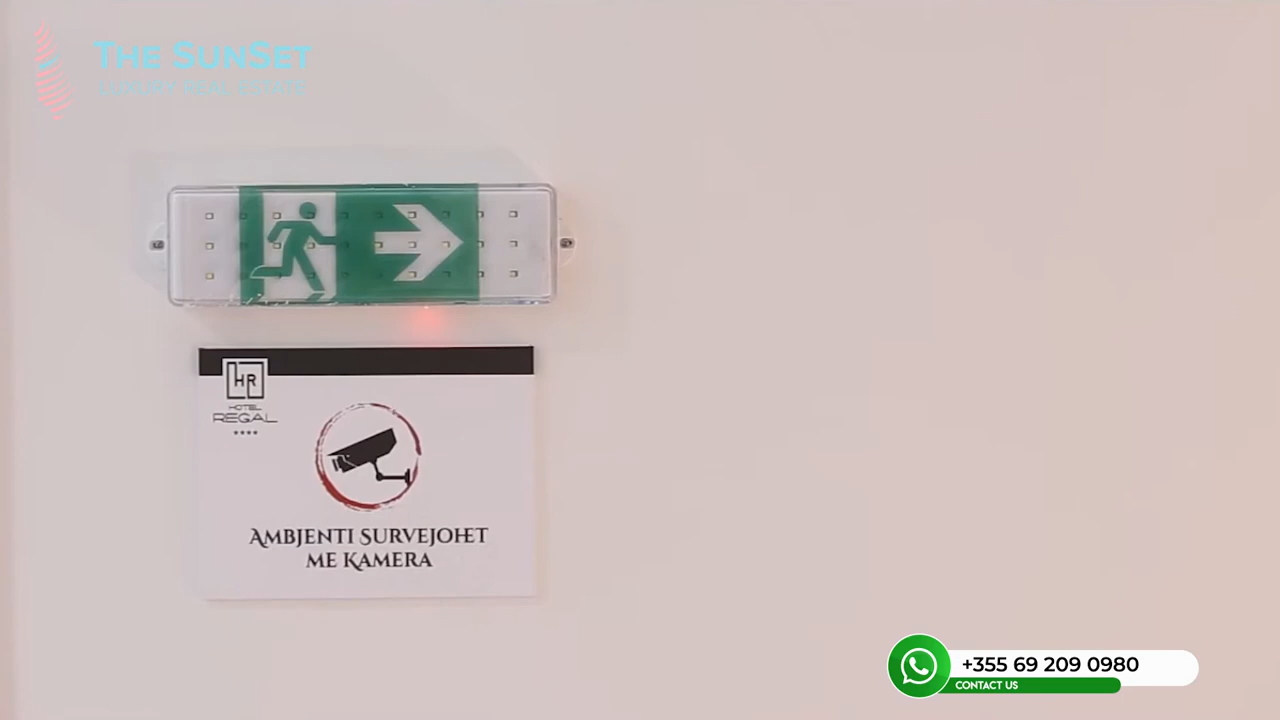 THE SUNSET
LUXURY REAL ESTATE
HR
HOTEL
REGAL
AMBJENTI SURVEJOHET
ME KAMERA
+355 69 209 0980
CONTACT US